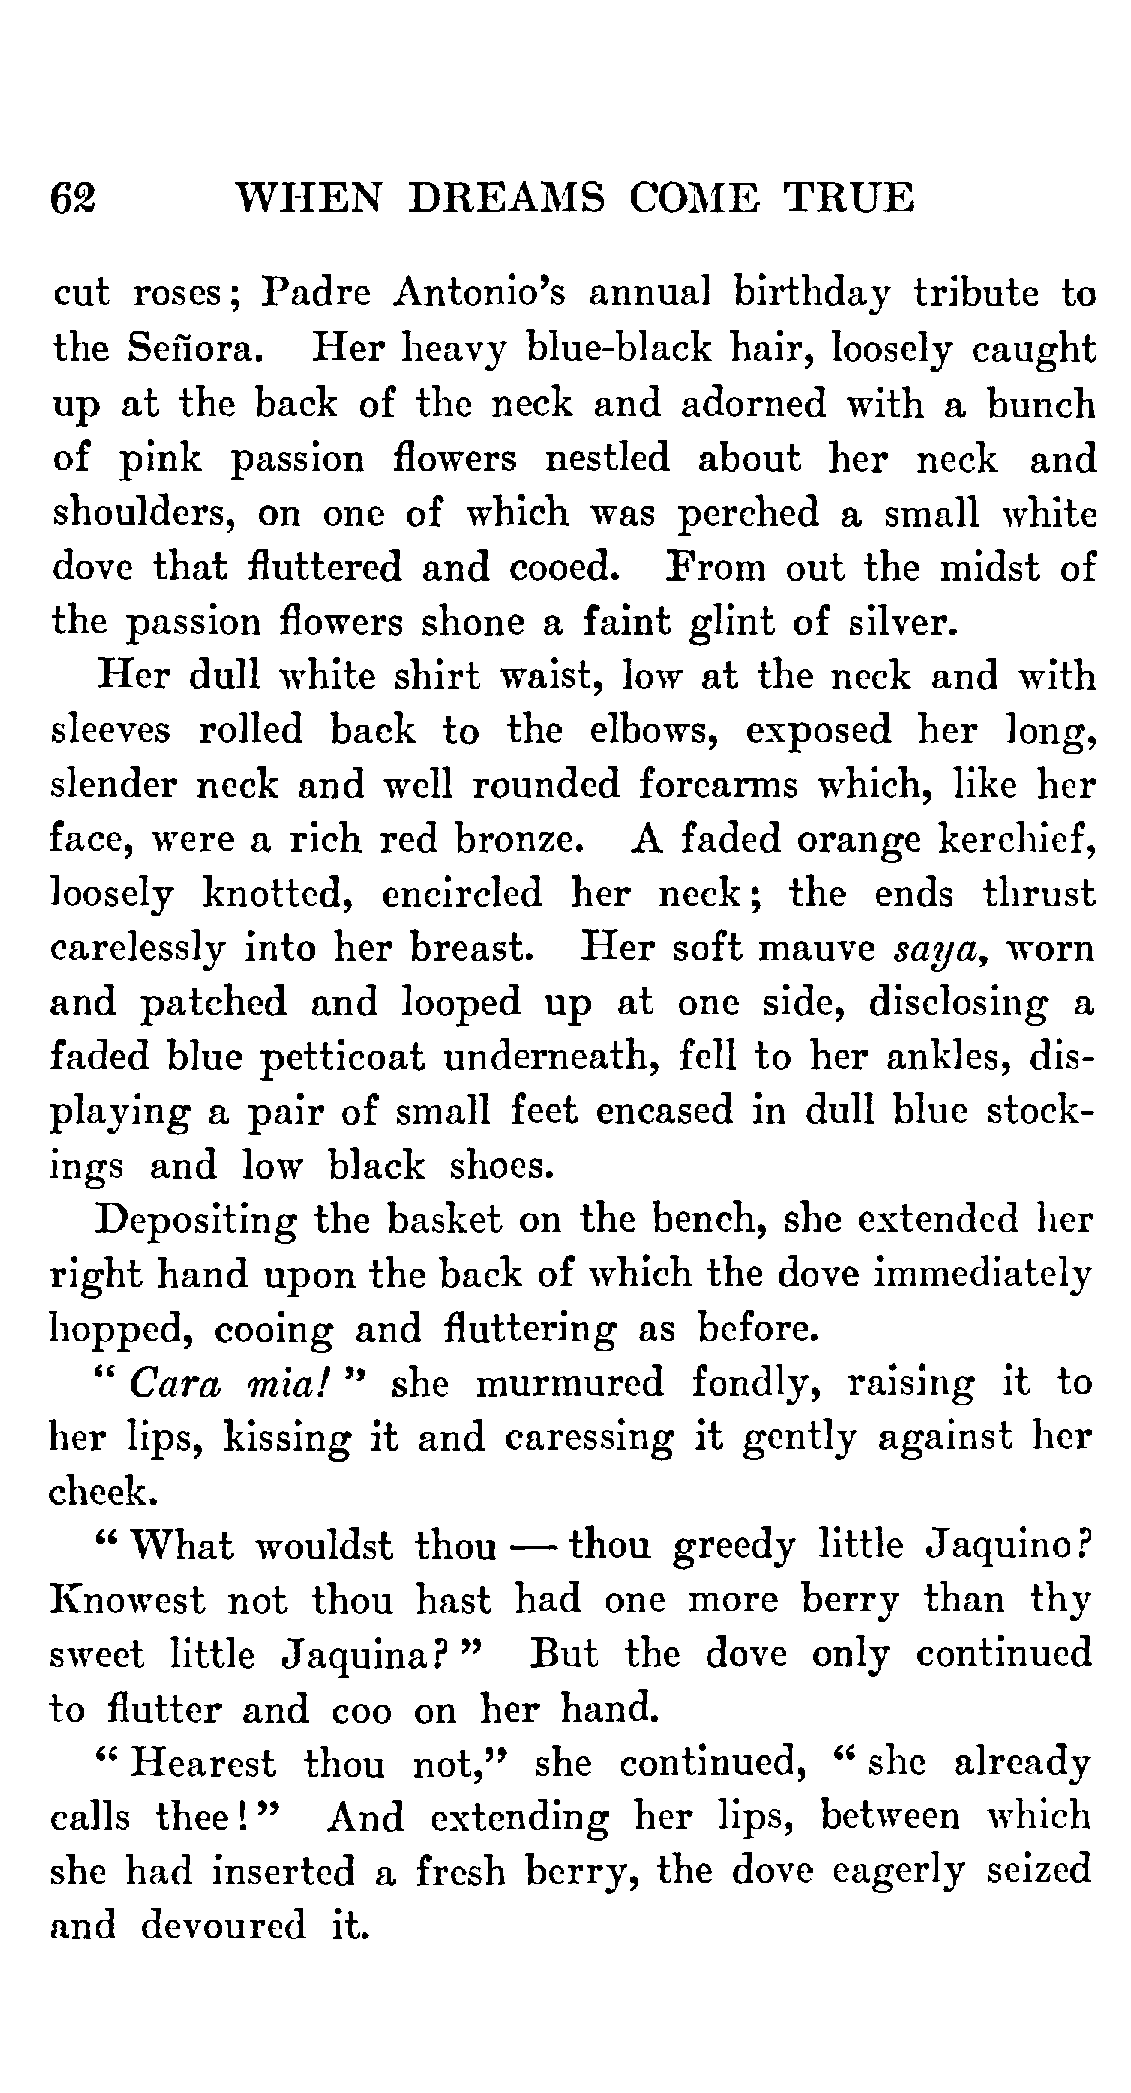 62 WHEN DREAMS COME TRUE
cut roses; Padre Antonio's annual birthday tribute to
the Señora. Her heavy blue-black hair, loosely caught
up at the back of the neck and adorned with a bunch
of pink passion flowers nestled about her neck and
shoulders, on one of which was perched a small white
dove that fluttered and cooed. From out the midst of
the passion flowers shone a faint glint of silver.
Her dull white shirt waist, low at the neck and with
sleeves rolled back to the elbows, exposed her long,
slender neck and well rounded forearms which, like her
face, were a rich red bronze. A faded orange kerchief,
loosely knotted, encircled her neck; the ends thrust
carelessly into her breast. Her soft mauve saya, worn
and patched and looped up at one side, disclosing a
faded blue petticoat underneath, fell to her ankles, dis-
playing a pair of small feet encased in dull blue stock-
ings and low black shoes.
Depositing the basket on the bench, she extended her
right hand upon the back of which the dove immediately
hopped, cooing and fluttering as before.
"Cara mia!" she murmured fondly, raising it to
her lips, kissing it and caressing it gently against her
cheek.
"What wouldst thou — thou greedy little Jaquino?
Knowest not thou hast had one more berry than thy
sweet little Jaquina?" But the dove only continued
to flutter and coo on her hand.
"Hearest thou not," she continued, "she already
calls thee!" And extending her lips, between which
she had inserted a fresh berry, the dove eagerly seized
and devoured it.